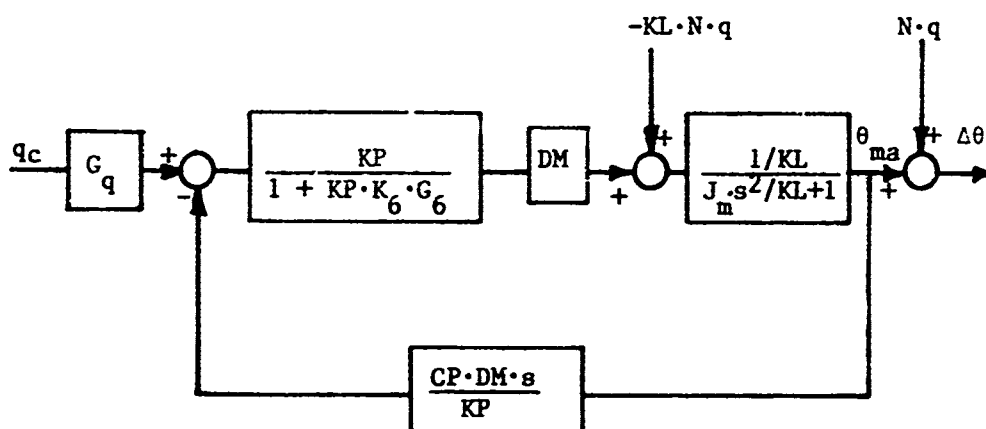 -KL·N·q
N·q
q_c
G_q
+
-
KP
1 + KP·K_6·G_6
DM
+
+
1/KL
J_m·s^2/KL+1
θ_ma
+
+
Δθ
CP·DM·s
KP